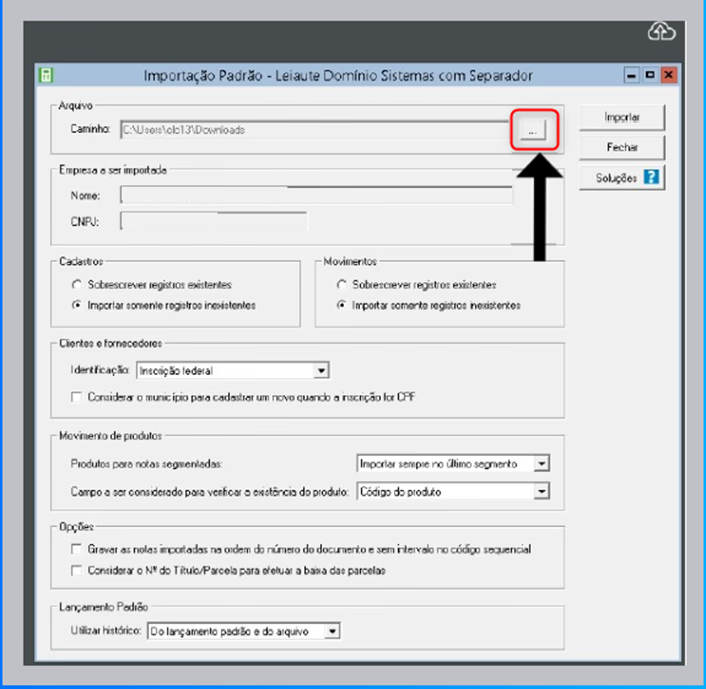 Importação Padrão - Leiaute Domínio Sistemas com Separador
Arquivo
Caminho: C:\Users\clc13\Downloads ...
Importar
Fechar
Soluções ?
Empresa a ser importada
Nome:
CNPJ:
Cadastros
Sobrescrever registros existentes
Importar somente registros inexistentes
Movimentos
Sobrescrever registros existentes
Importar somente registros inexistentes
Clientes e fornecedores
Identificação: Inscrição federal
Considerar o município para cadastrar um novo quando a inscrição for CPF
Movimento de produtos
Produtos para notas segmentadas: Importar sempre no último segmento
Campo a ser considerado para verificar a existência do produto: Código do produto
Opções
Gravar as notas importadas na ordem do número do documento e sem intervalo no código sequencial
Considerar o Nº do Título/Parcela para efetuar a baixa das parcelas
Lançamento Padrão
Utilizar histórico: Do lançamento padrão e do arquivo